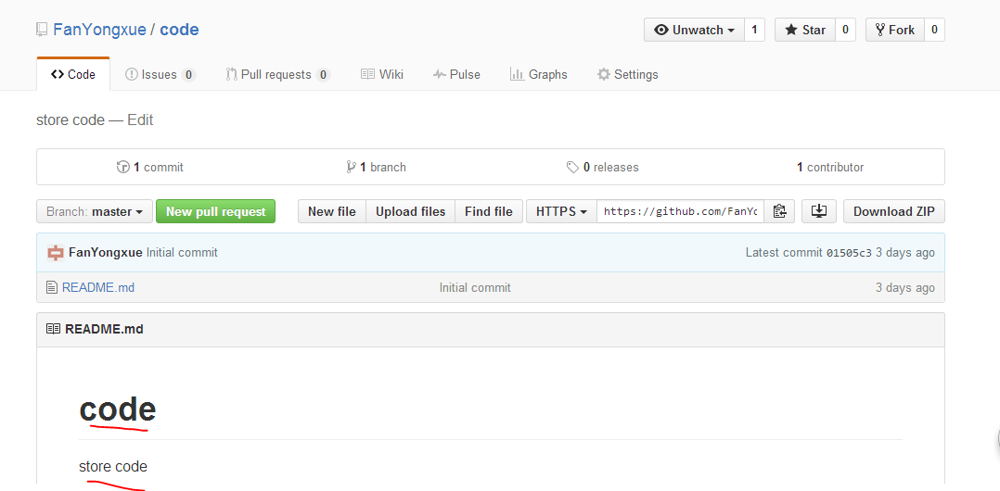 FanYongxue / code
Unwatch 1 Star 0 Fork 0
Code Issues 0 Pull requests 0 Wiki Pulse Graphs Settings
store code — Edit
1 commit 1 branch 0 releases 1 contributor
Branch: master New pull request New file Upload files Find file HTTPS https://github.com/FanYo Download ZIP
FanYongxue Initial commit Latest commit 01505c3 3 days ago
README.md Initial commit 3 days ago
README.md
code
store code